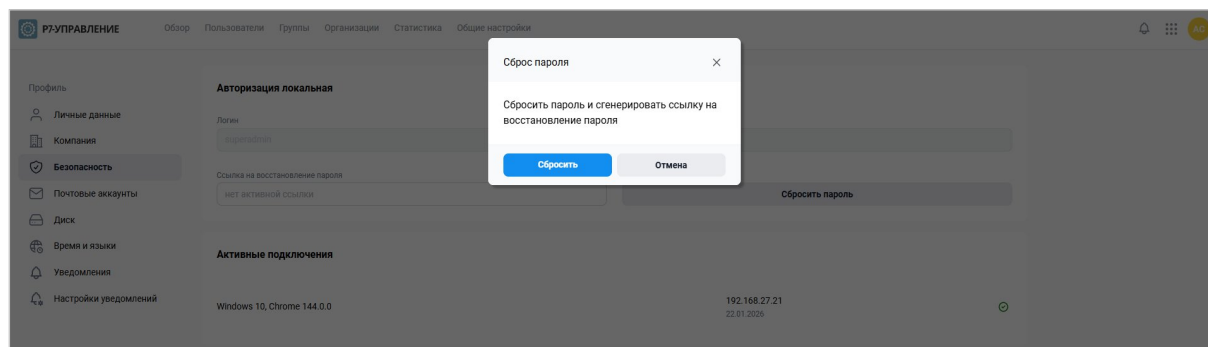 Р7-УПРАВЛЕНИЕ Обзор Пользователи Группы Организации Статистика Общие настройки АС
Сброс пароля
Сбросить пароль и сгенерировать ссылку на
восстановление пароля
Сбросить Отмена
Профиль
Личные данные
Компания
Безопасность
Почтовые аккаунты
Диск
Время и языки
Уведомления
Настройки уведомлений
Авторизация локальная
Логин
superadmin
Ссылка на восстановление пароля
нет активной ссылки Сбросить пароль
Активные подключения
Windows 10, Chrome 144.0.0 192.168.27.21
22.01.2026